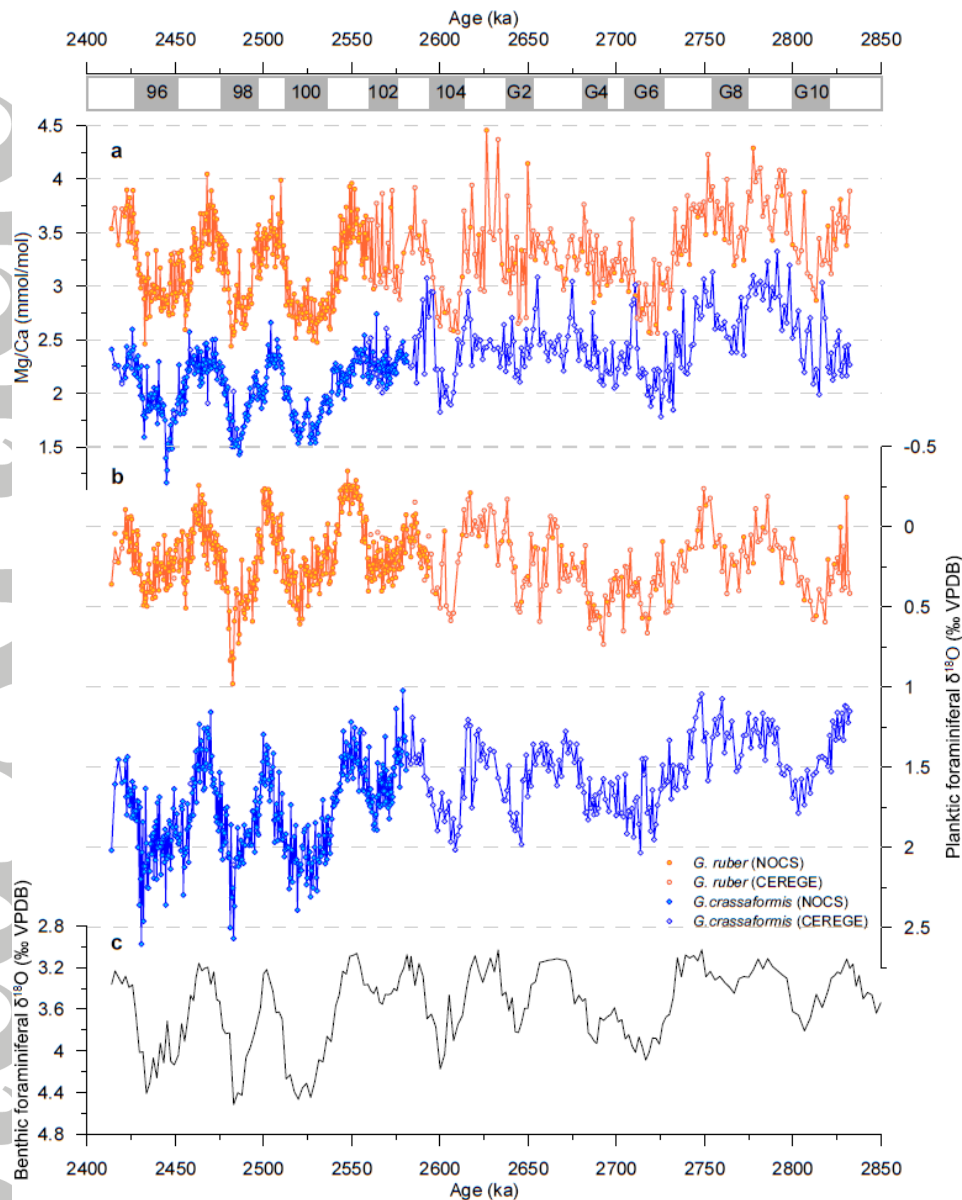 Age (ka)
2400 2450 2500 2550 2600 2650 2700 2750 2800 2850
96 98 100 102 104 G2 G4 G6 G8 G10
a
4.5
4
3.5
3
2.5
2
1.5
Mg/Ca (mmol/mol)
b
-0.5
0
0.5
1
1.5
2
2.5
Planktic foraminiferal δ¹⁸O (‰ VPDB)
G. ruber (NOCS)
G. ruber (CEREGE)
G.crassaformis (NOCS)
G.crassaformis (CEREGE)
c
2.8
3.2
3.6
4
4.4
4.8
Benthic foraminiferal δ¹⁸O (‰ VPDB)
2400 2450 2500 2550 2600 2650 2700 2750 2800 2850
Age (ka)